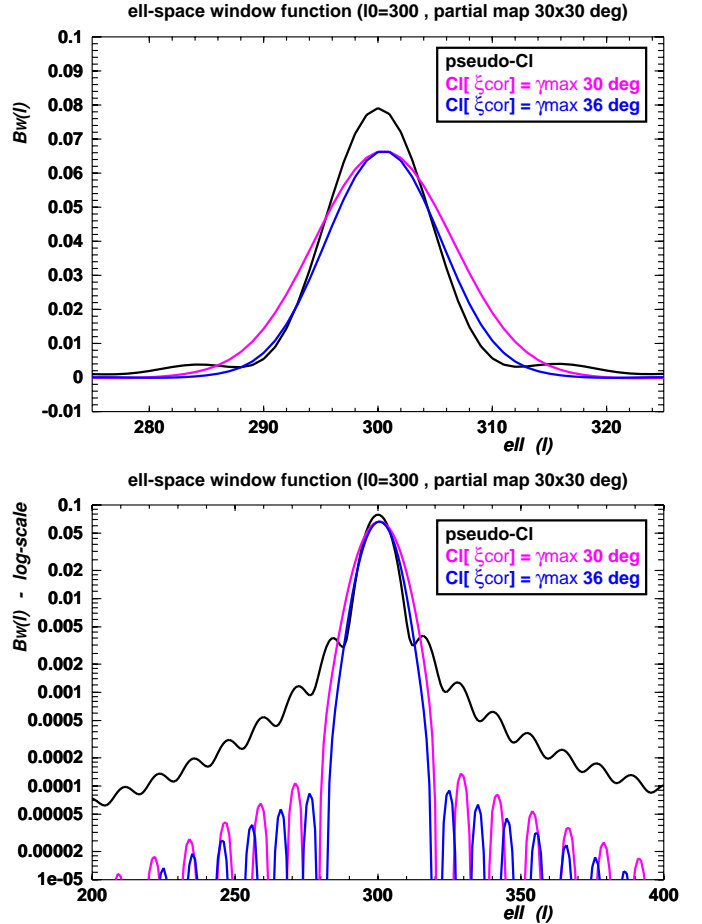 ell-space window function (l0=300 , partial map 30x30 deg)
Bw(l)
0.1
0.09
0.08
0.07
0.06
0.05
0.04
0.03
0.02
0.01
0
-0.01
pseudo-Cl
Cl[ ξcor] = γmax 30 deg
Cl[ ξcor] = γmax 36 deg
280 290 300 310 320
ell (l)
ell-space window function (l0=300 , partial map 30x30 deg)
Bw(l) - log-scale
0.1
0.05
0.01
0.005
0.002
0.001
0.0005
0.0002
0.0001
0.00005
0.00002
1e-05
pseudo-Cl
Cl[ ξcor] = γmax 30 deg
Cl[ ξcor] = γmax 36 deg
200 250 300 350 400
ell (l)